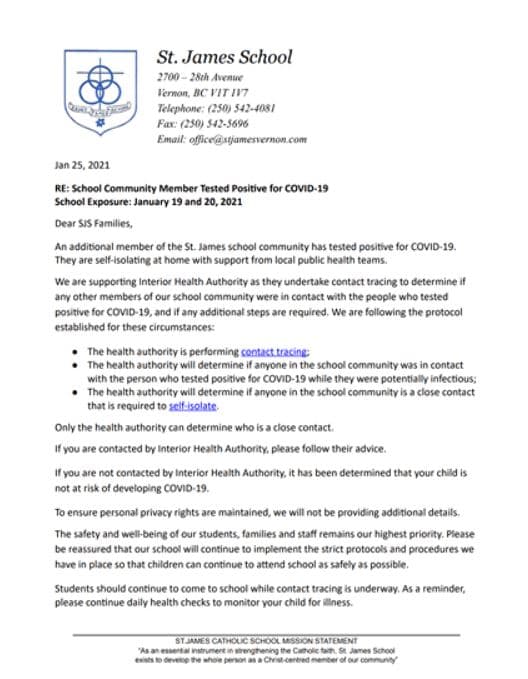 St. James School
2700 – 28th Avenue
Vernon, BC V1T 1V7
Telephone: (250) 542-4081
Fax: (250) 542-5696
Email: office@stjamesvernon.com
Jan 25, 2021
RE: School Community Member Tested Positive for COVID-19
School Exposure: January 19 and 20, 2021
Dear SJS Families,
An additional member of the St. James school community has tested positive for COVID-19.
They are self-isolating at home with support from local public health teams.
We are supporting Interior Health Authority as they undertake contact tracing to determine if
any other members of our school community were in contact with the people who tested
positive for COVID-19, and if any additional steps are required. We are following the protocol
established for these circumstances:
● The health authority is performing contact tracing;
● The health authority will determine if anyone in the school community was in contact
with the person who tested positive for COVID-19 while they were potentially infectious;
● The health authority will determine if anyone in the school community is a close contact
that is required to self-isolate.
Only the health authority can determine who is a close contact.
If you are contacted by Interior Health Authority, please follow their advice.
If you are not contacted by Interior Health Authority, it has been determined that your child is
not at risk of developing COVID-19.
To ensure personal privacy rights are maintained, we will not be providing additional details.
The safety and well-being of our students, families and staff remains our highest priority. Please
be reassured that our school will continue to implement the strict protocols and procedures we
have in place so that children can continue to attend school as safely as possible.
Students should continue to come to school while contact tracing is underway. As a reminder,
please continue daily health checks to monitor your child for illness.
ST.JAMES CATHOLIC SCHOOL MISSION STATEMENT
"As an essential instrument in strengthening the Catholic faith, St. James School
exists to develop the whole person as a Christ-centred member of our community"